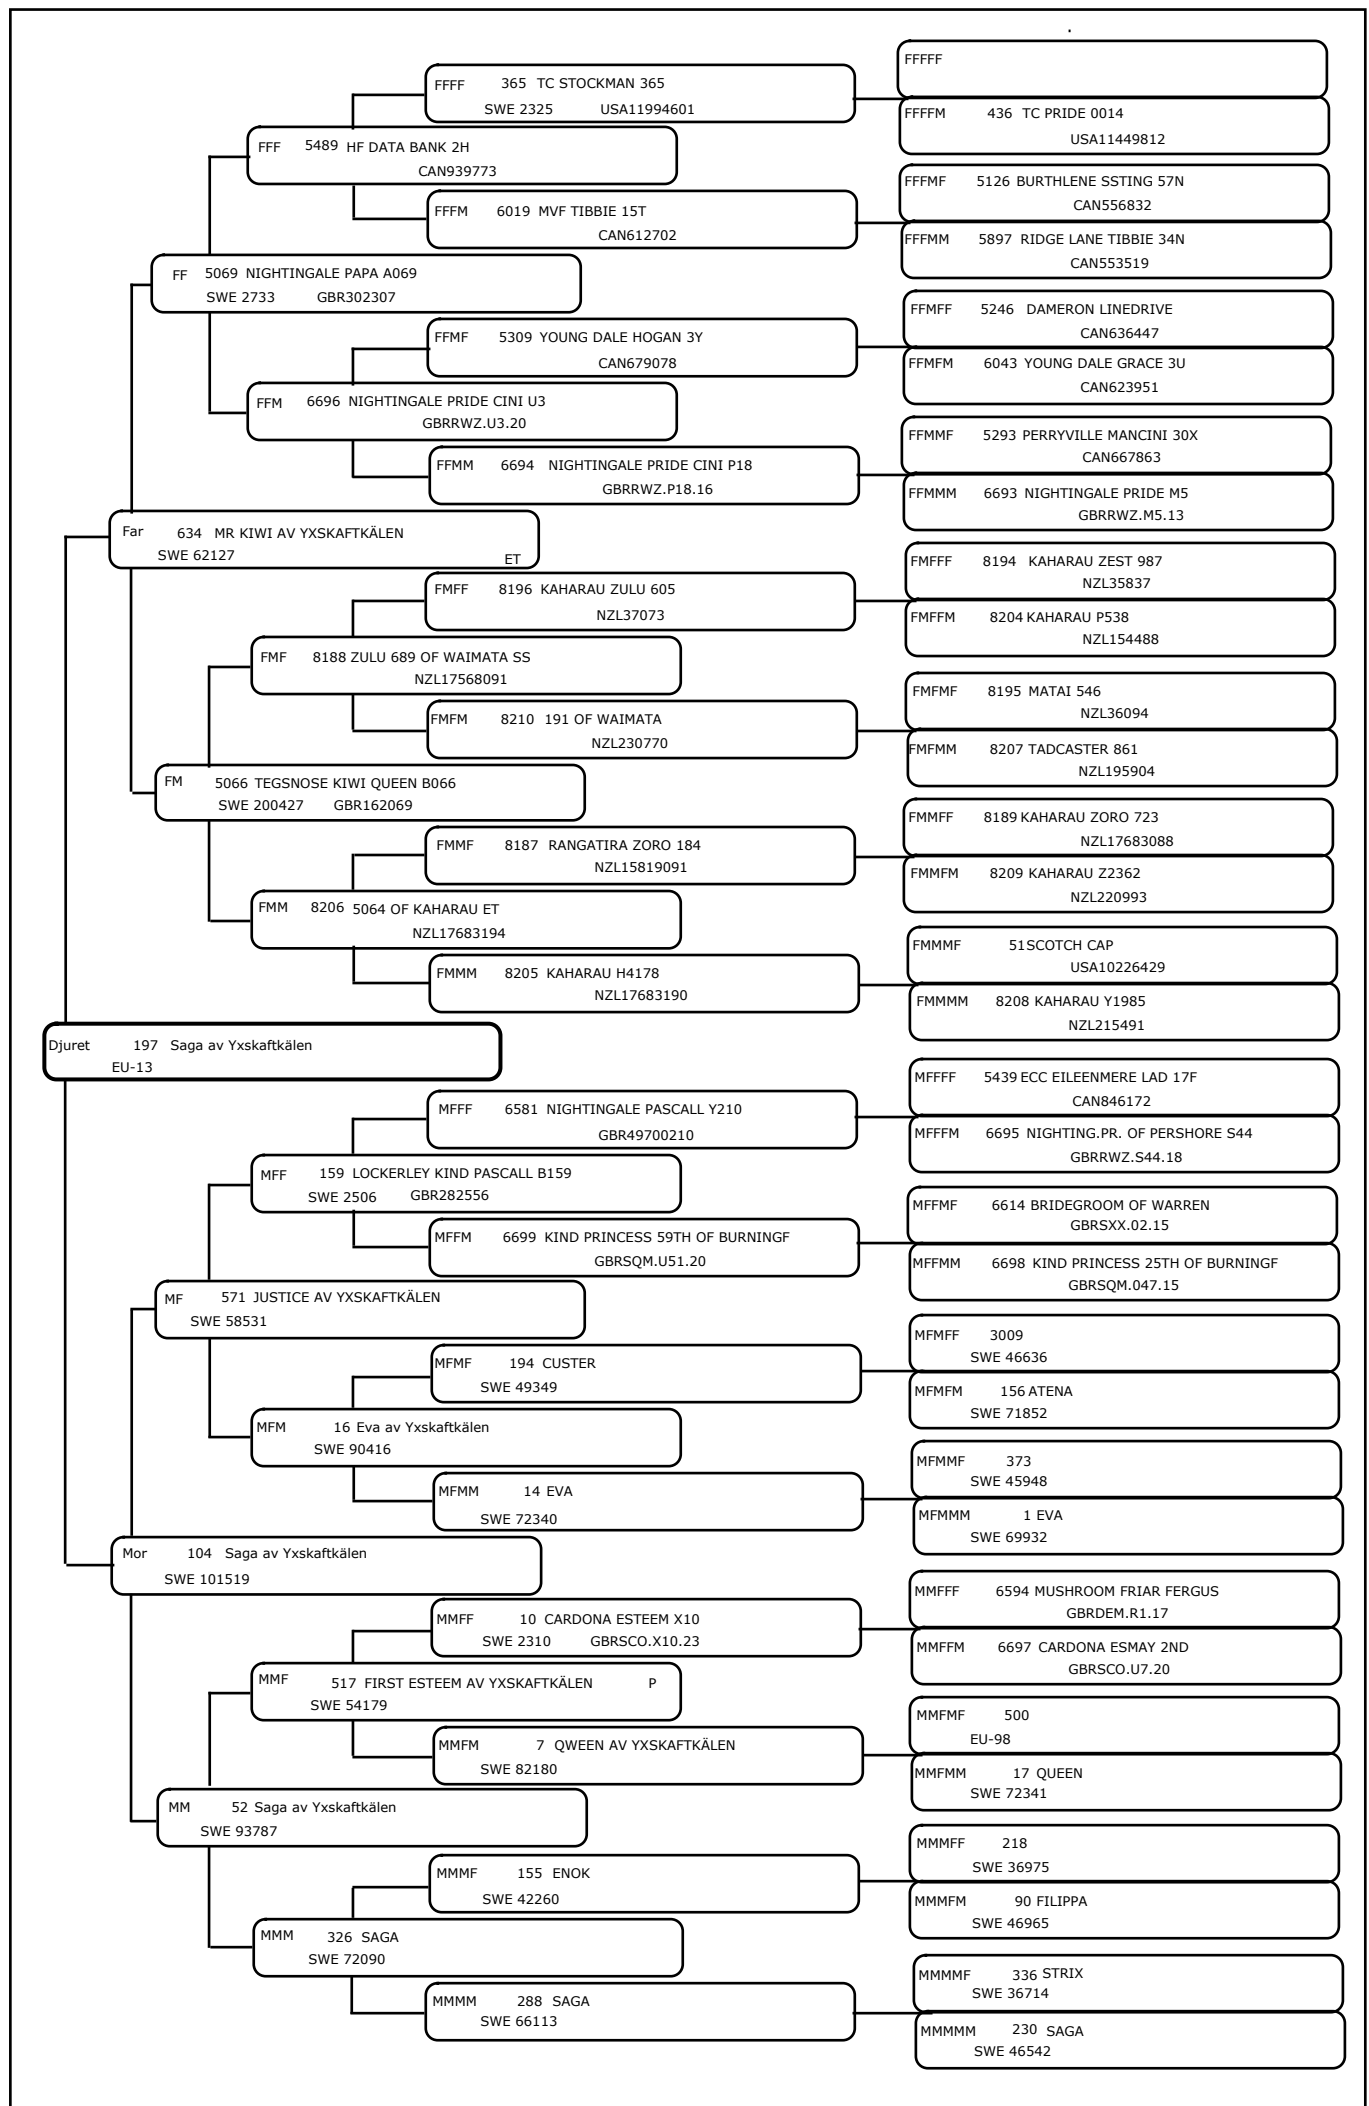 FFFFF
FFFF 365 TC STOCKMAN 365
SWE 2325 USA11994601
FFFFM 436 TC PRIDE 0014
USA11449812
FFF 5489 HF DATA BANK 2H
CAN939773
FFFMF 5126 BURTHLENE SSTING 57N
CAN556832
FFFM 6019 MVF TIBBIE 15T
CAN612702
FFFMM 5897 RIDGE LANE TIBBIE 34N
CAN553519
FF 5069 NIGHTINGALE PAPA A069
SWE 2733 GBR302307
FFMFF 5246 DAMERON LINEDRIVE
CAN636447
FFMF 5309 YOUNG DALE HOGAN 3Y
CAN679078
FFMFM 6043 YOUNG DALE GRACE 3U
CAN623951
FFM 6696 NIGHTINGALE PRIDE CINI U3
GBRRWZ.U3.20
FFMMF 5293 PERRYVILLE MANCINI 30X
CAN667863
FFMM 6694 NIGHTINGALE PRIDE CINI P18
GBRRWZ.P18.16
FFMMM 6693 NIGHTINGALE PRIDE M5
GBRRWZ.M5.13
Far 634 MR KIWI AV YXSKAFTKÄLEN
SWE 62127 ET
FMFFF 8194 KAHARAU ZEST 987
NZL35837
FMFF 8196 KAHARAU ZULU 605
NZL37073
FMFFM 8204 KAHARAU P538
NZL154488
FMF 8188 ZULU 689 OF WAIMATA SS
NZL17568091
FMFMF 8195 MATAI 546
NZL36094
FMFM 8210 191 OF WAIMATA
NZL230770
FMFMM 8207 TADCASTER 861
NZL195904
FM 5066 TEGSNOSE KIWI QUEEN B066
SWE 200427 GBR162069
FMMFF 8189 KAHARAU ZORO 723
NZL17683088
FMMF 8187 RANGATIRA ZORO 184
NZL15819091
FMMFM 8209 KAHARAU Z2362
NZL220993
FMM 8206 5064 OF KAHARAU ET
NZL17683194
FMMMF 51 SCOTCH CAP
USA10226429
FMMM 8205 KAHARAU H4178
NZL17683190
FMMMM 8208 KAHARAU Y1985
NZL215491
Djuret 197 Saga av Yxskaftkälen
EU-13
MFFFF 5439 ECC EILEENMERE LAD 17F
CAN846172
MFFF 6581 NIGHTINGALE PASCALL Y210
GBR49700210
MFFFM 6695 NIGHTING.PR. OF PERSHORE S44
GBRRWZ.S44.18
MFF 159 LOCKERLEY KIND PASCALL B159
SWE 2506 GBR282556
MFFMF 6614 BRIDEGROOM OF WARREN
GBRSXX.02.15
MFFM 6699 KIND PRINCESS 59TH OF BURNINGF
GBRSQM.U51.20
MFFMM 6698 KIND PRINCESS 25TH OF BURNINGF
GBRSQM.047.15
MF 571 JUSTICE AV YXSKAFTKÄLEN
SWE 58531
MFMFF 3009
SWE 46636
MFMF 194 CUSTER
SWE 49349
MFMFM 156 ATENA
SWE 71852
MFM 16 Eva av Yxskaftkälen
SWE 90416
MFMMF 373
SWE 45948
MFMM 14 EVA
SWE 72340
MFMMM 1 EVA
SWE 69932
Mor 104 Saga av Yxskaftkälen
SWE 101519
MMFFF 6594 MUSHROOM FRIAR FERGUS
GBRDEM.R1.17
MMFF 10 CARDONA ESTEEM X10
SWE 2310 GBRSCO.X10.23
MMFFM 6697 CARDONA ESMAY 2ND
GBRSCO.U7.20
MMF 517 FIRST ESTEEM AV YXSKAFTKÄLEN P
SWE 54179
MMFMF 500
EU-98
MMFM 7 QWEEN AV YXSKAFTKÄLEN
SWE 82180
MMFMM 17 QUEEN
SWE 72341
MM 52 Saga av Yxskaftkälen
SWE 93787
MMMFF 218
SWE 36975
MMMF 155 ENOK
SWE 42260
MMMFM 90 FILIPPA
SWE 46965
MMM 326 SAGA
SWE 72090
MMMMF 336 STRIX
SWE 36714
MMMM 288 SAGA
SWE 66113
MMMMM 230 SAGA
SWE 46542